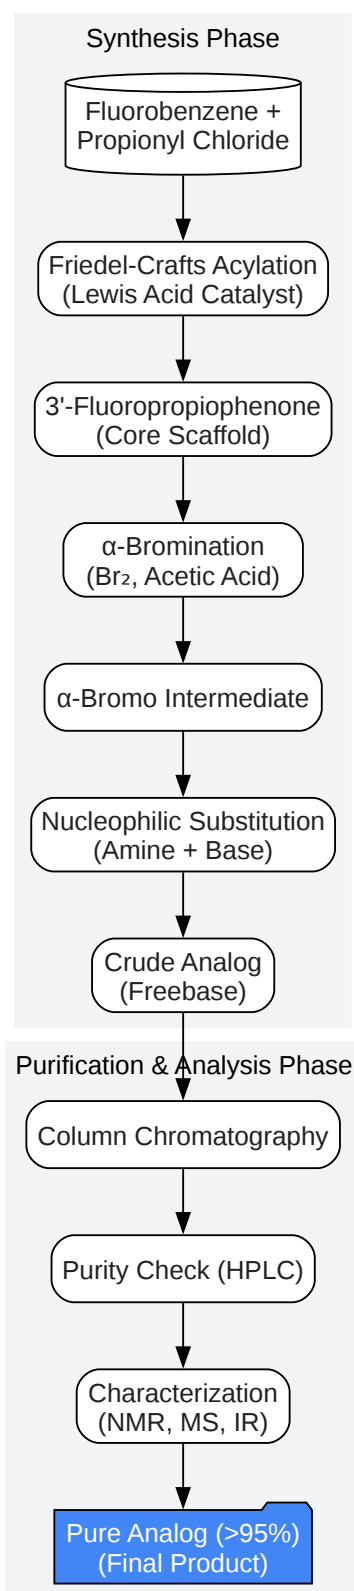 Synthesis Phase
Fluorobenzene +
Propionyl Chloride
Friedel-Crafts Acylation
(Lewis Acid Catalyst)
3'-Fluoropropiophenone
(Core Scaffold)
α-Bromination
(Br₂, Acetic Acid)
α-Bromo Intermediate
Nucleophilic Substitution
(Amine + Base)
Crude Analog
(Freebase)
Purification & Analysis Phase
Column Chromatography
Purity Check (HPLC)
Characterization
(NMR, MS, IR)
Pure Analog (>95%)
(Final Product)